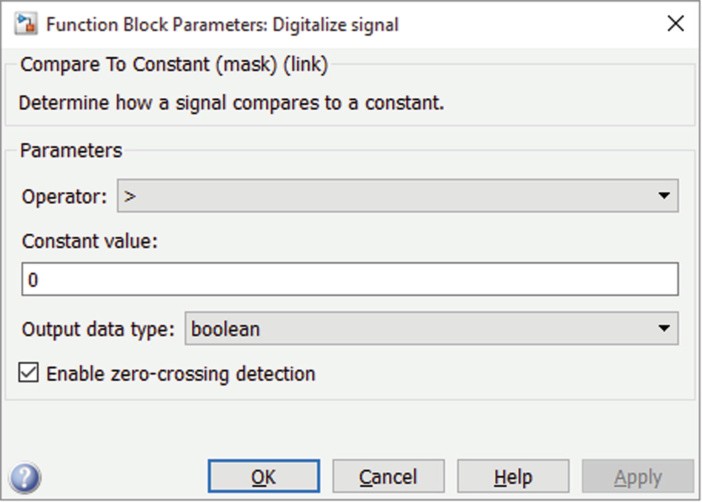 Function Block Parameters: Digitalize signal
Compare To Constant (mask) (link)
Determine how a signal compares to a constant.
Parameters
Operator: >
Constant value:
0
Output data type: boolean
Enable zero-crossing detection
? OK Cancel Help Apply